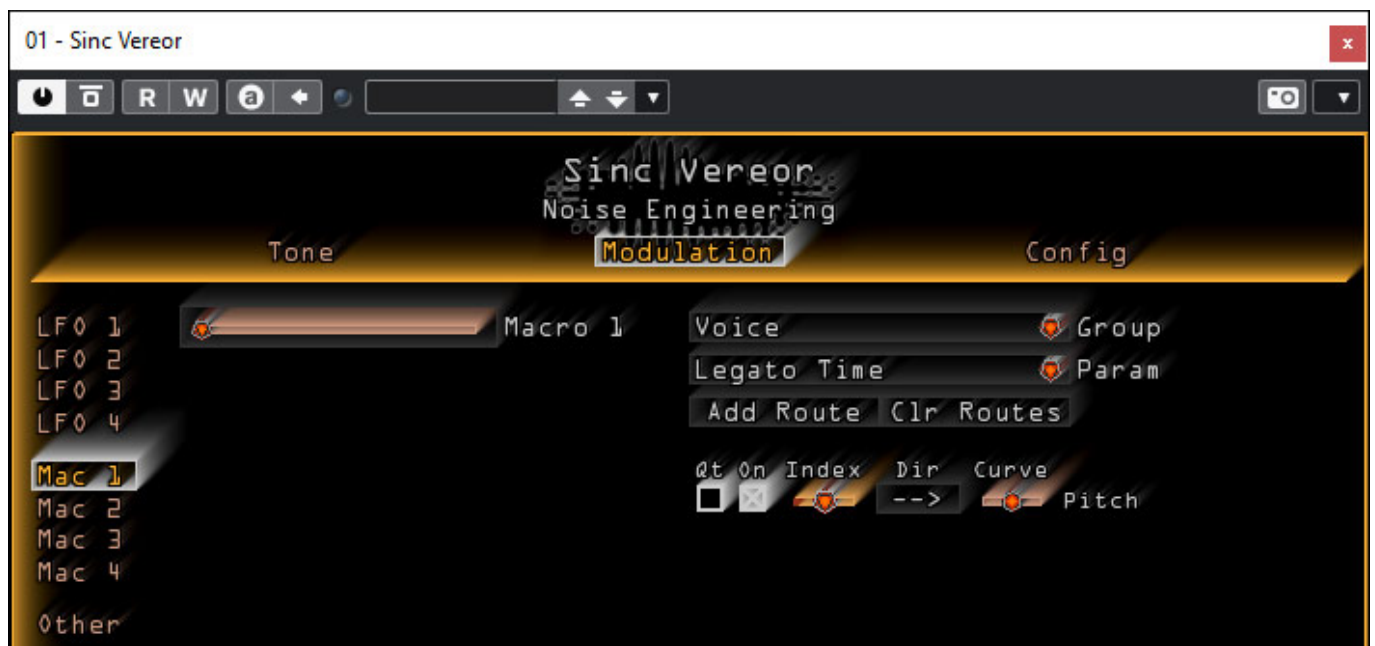 01 - Sinc Vereor
x
R W a
Sinc Vereor
Noise Engineering
Tone Modulation Config
LFO 1
LFO 2
LFO 3
LFO 4
Mac 1
Mac 2
Mac 3
Mac 4
Other
Macro 1
Voice Group
Legato Time Param
Add Route Clr Routes
Qt On Index Dir Curve
--> Pitch